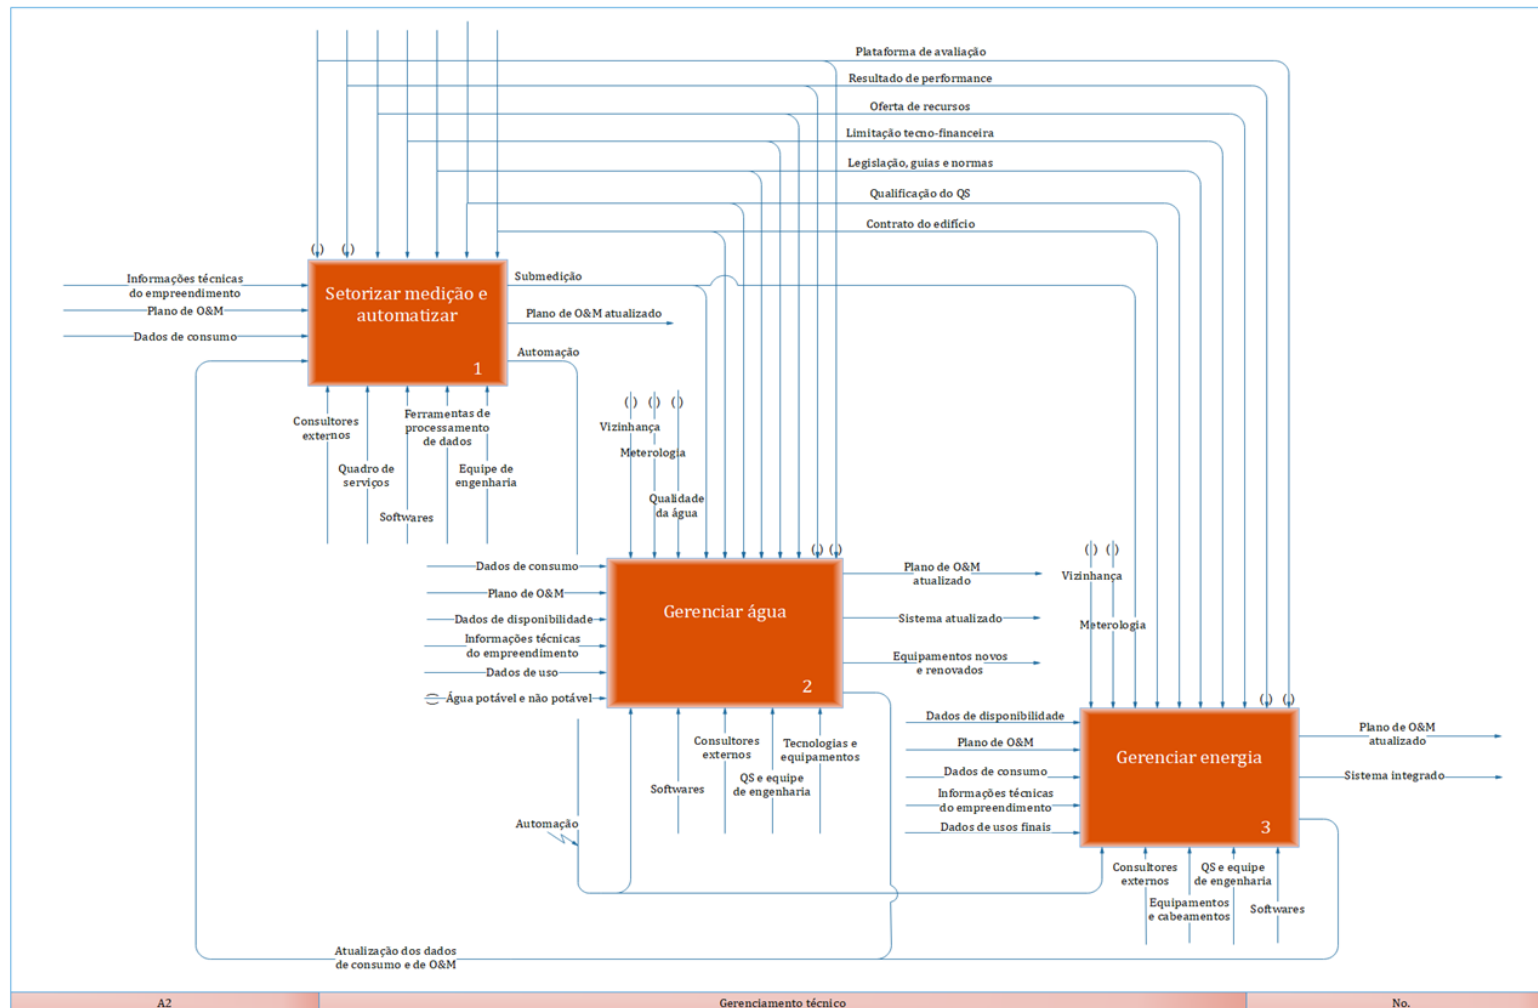 Plataforma de avaliação
Resultado de performance
Oferta de recursos
Limitação tecno-financeira
Legislação, guias e normas
Qualificação do QS
Contrato do edifício
( ) ( )
Informações técnicas
do empreendimento
Plano de O&M
Dados de consumo
Setorizar medição e
automatizar
1
Submedição
Plano de O&M atualizado
Automação
Consultores
externos
Quadro de
serviços
Ferramentas de
processamento
de dados
Softwares
Equipe de
engenharia
( ) ( ) ( )
Vizinhança
Meterologia
Qualidade
da água
( ) ( )
Dados de consumo
Plano de O&M
Dados de disponibilidade
Informações técnicas
do empreendimento
Dados de uso
( ) Água potável e não potável
Gerenciar água
2
Plano de O&M
atualizado
Sistema atualizado
Equipamentos novos
e renovados
Softwares
Consultores
externos
QS e equipe
de engenharia
Tecnologias e
equipamentos
Automação
( ) ( )
Vizinhança
Meterologia
( ) ( )
Dados de disponibilidade
Plano de O&M
Dados de consumo
Informações técnicas
do empreendimento
Dados de usos finais
Gerenciar energia
3
Plano de O&M
atualizado
Sistema integrado
Consultores
externos
Equipamentos
e cabeamentos
QS e equipe
de engenharia
Softwares
Atualização dos dados
de consumo e de O&M
A2
Gerenciamento técnico
No.